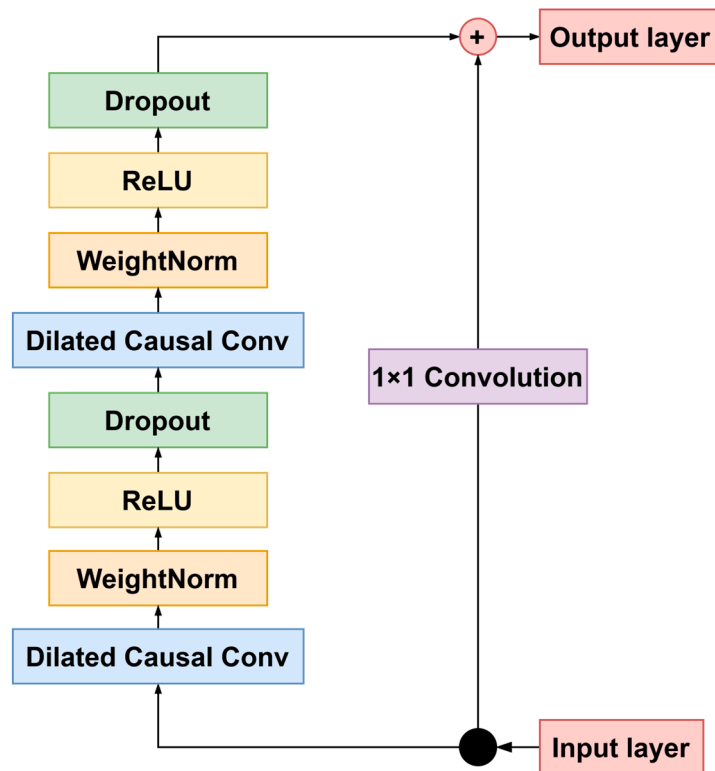 +
Output layer
Dropout
ReLU
WeightNorm
Dilated Causal Conv
1×1 Convolution
Dropout
ReLU
WeightNorm
Dilated Causal Conv
Input layer